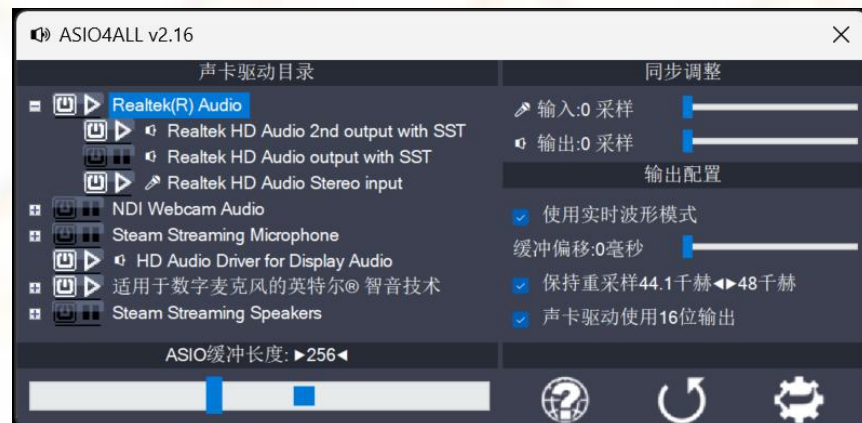 ASIO4ALL v2.16
声卡驱动目录
Realtek(R) Audio
Realtek HD Audio 2nd output with SST
Realtek HD Audio output with SST
Realtek HD Audio Stereo input
NDI Webcam Audio
Steam Streaming Microphone
HD Audio Driver for Display Audio
适用于数字麦克风的英特尔® 智音技术
Steam Streaming Speakers
ASIO缓冲长度: ►256◄
同步调整
输入:0 采样
输出:0 采样
输出配置
使用实时波形模式
缓冲偏移:0毫秒
保持重采样44.1千赫◄►48千赫
声卡驱动使用16位输出